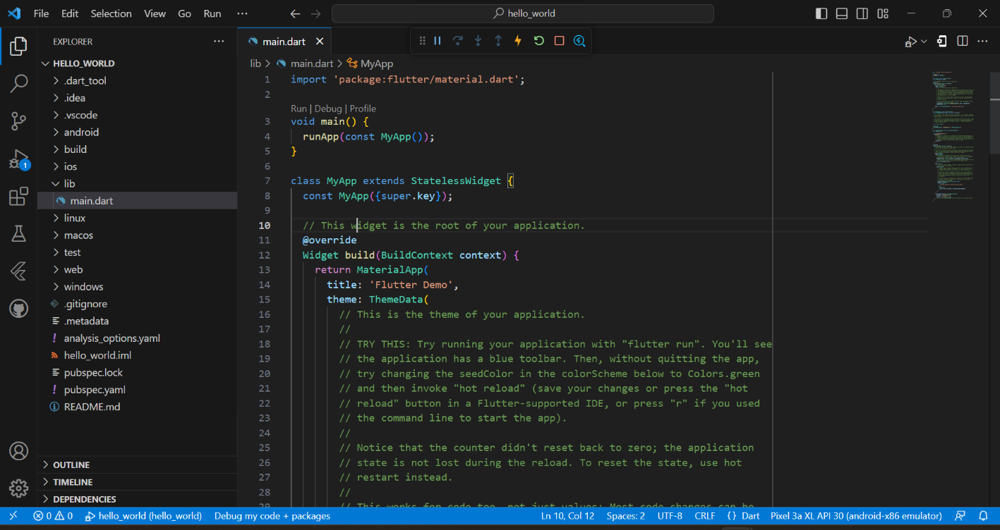 File Edit Selection View Go Run ···
hello_world
EXPLORER
HELLO_WORLD
.dart_tool
.idea
.vscode
android
build
ios
lib
main.dart
linux
macos
test
web
windows
.gitignore
.metadata
! analysis_options.yaml
hello_world.iml
pubspec.lock
! pubspec.yaml
README.md
OUTLINE
TIMELINE
DEPENDENCIES
1
main.dart
lib > main.dart > MyApp
1 import 'package:flutter/material.dart';
2
Run | Debug | Profile
3 void main() {
4 runApp(const MyApp());
5 }
6
7 class MyApp extends StatelessWidget {
8 const MyApp({super.key});
9
10 // This widget is the root of your application.
11 @override
12 Widget build(BuildContext context) {
13 return MaterialApp(
14 title: 'Flutter Demo',
15 theme: ThemeData(
16 // This is the theme of your application.
17 //
18 // TRY THIS: Try running your application with "flutter run". You'll see
19 // the application has a blue toolbar. Then, without quitting the app,
20 // try changing the seedColor in the colorScheme below to Colors.green
21 // and then invoke "hot reload" (save your changes or press the "hot
22 // reload" button in a Flutter-supported IDE, or press "r" if you used
23 // the command line to start the app).
24 //
25 // Notice that the counter didn't reset back to zero; the application
26 // state is not lost during the reload. To reset the state, use hot
27 // restart instead.
28 //
29 // This works for code too, not just values: Most code changes can be
0 0 hello_world (hello_world) Debug my code + packages Ln 10, Col 12 Spaces: 2 UTF-8 CRLF {} Dart Pixel 3a XL API 30 (android-x86 emulator)